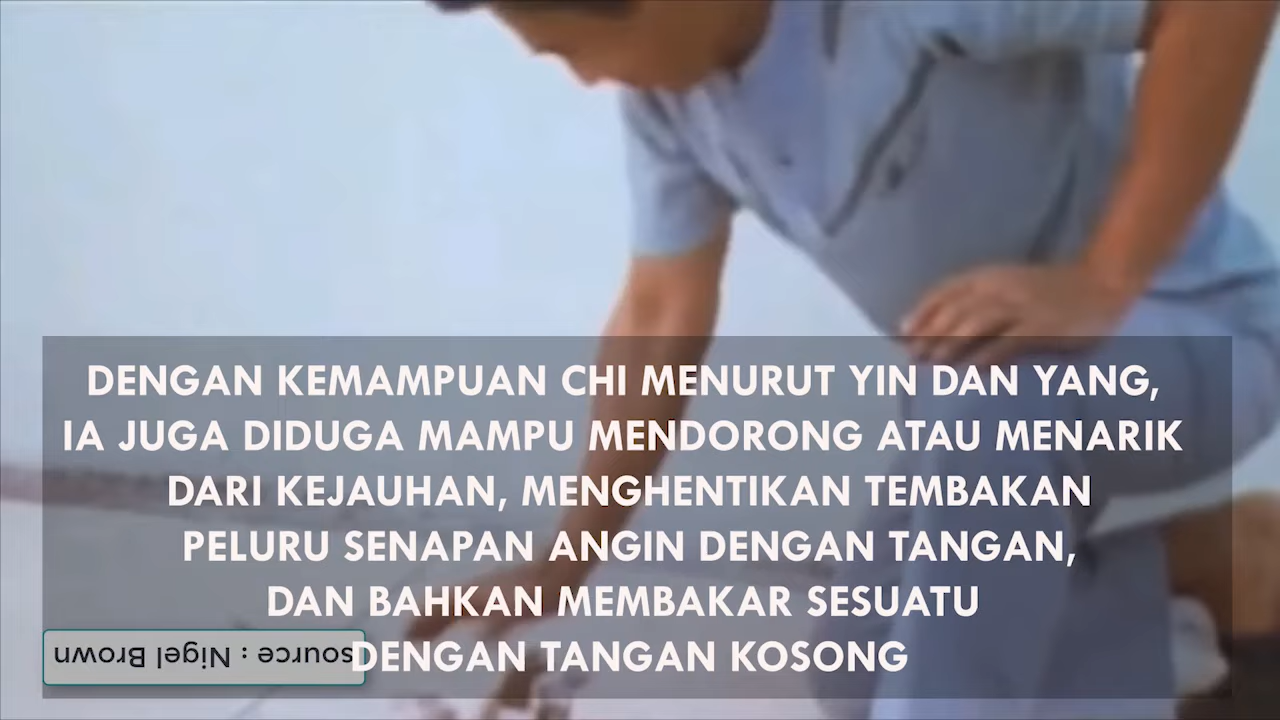 DENGAN KEMAMPUAN CHI MENURUT YIN DAN YANG,
IA JUGA DIDUGA MAMPU MENDORONG ATAU MENARIK
DARI KEJAUHAN, MENGHENTIKAN TEMBAKAN
PELURU SENAPAN ANGIN DENGAN TANGAN,
DAN BAHKAN MEMBAKAR SESUATU
DENGAN TANGAN KOSONG
source : Nigel Brown